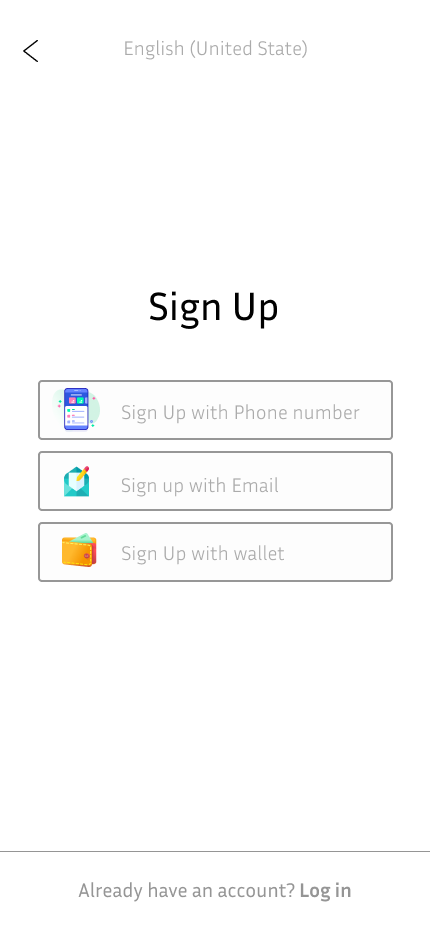 English (United State)
Sign Up
Sign Up with Phone number
Sign up with Email
Sign Up with wallet
Already have an account? Log in